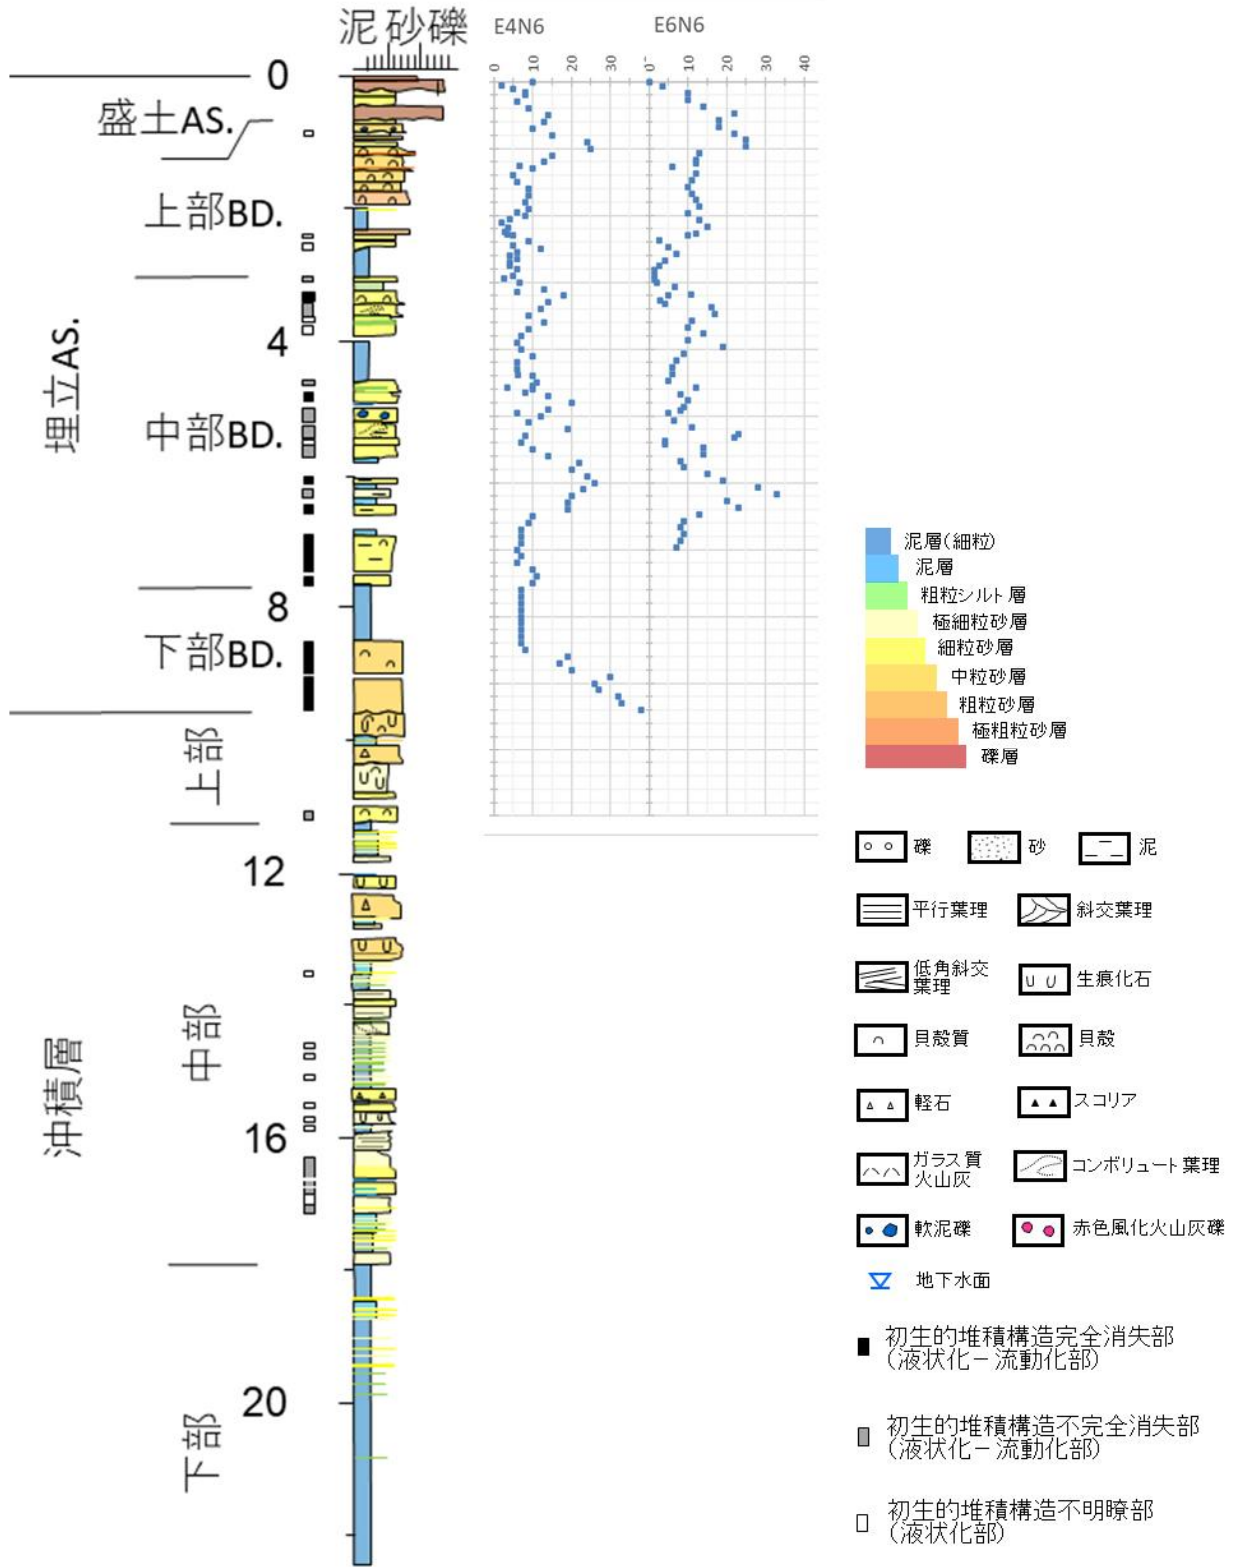 泥 砂 礫
E4N6
E6N6
0
10
20
30
0
10
20
30
40
0
盛土AS.
上部BD.
埋立AS.
4
中部BD.
8
下部BD.
上部
12
中部
沖積層
16
20
下部
泥層(細粒)
泥層
粗粒シルト層
極細粒砂層
細粒砂層
中粒砂層
粗粒砂層
極粗粒砂層
礫層
礫
砂
泥
平行葉理
斜交葉理
低角斜交
葉理
生痕化石
貝殻質
貝殻
軽石
スコリア
ガラス質
火山灰
コンボリュート葉理
軟泥礫
赤色風化火山灰礫
地下水面
初生的堆積構造完全消失部
(液状化－流動化部)
初生的堆積構造不完全消失部
(液状化－流動化部)
初生的堆積構造不明瞭部
(液状化部)